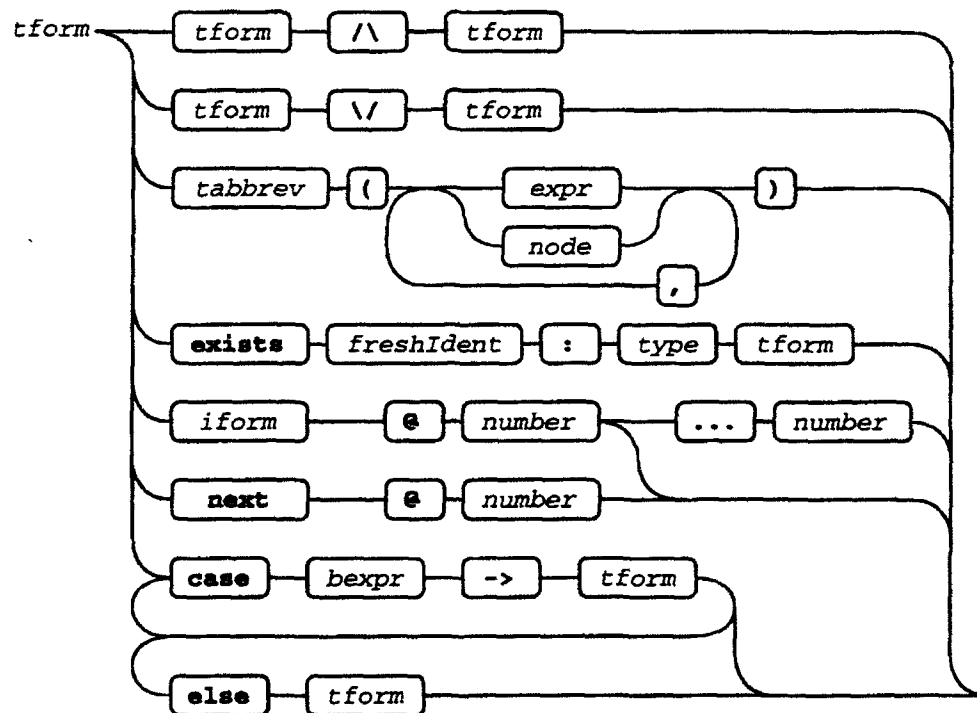 tform tform /\ tform
tform \/ tform
tabbrev ( expr )
node
,
exists freshIdent : type tform
iform @ number ... number
next @ number
case bexpr -> tform
else tform